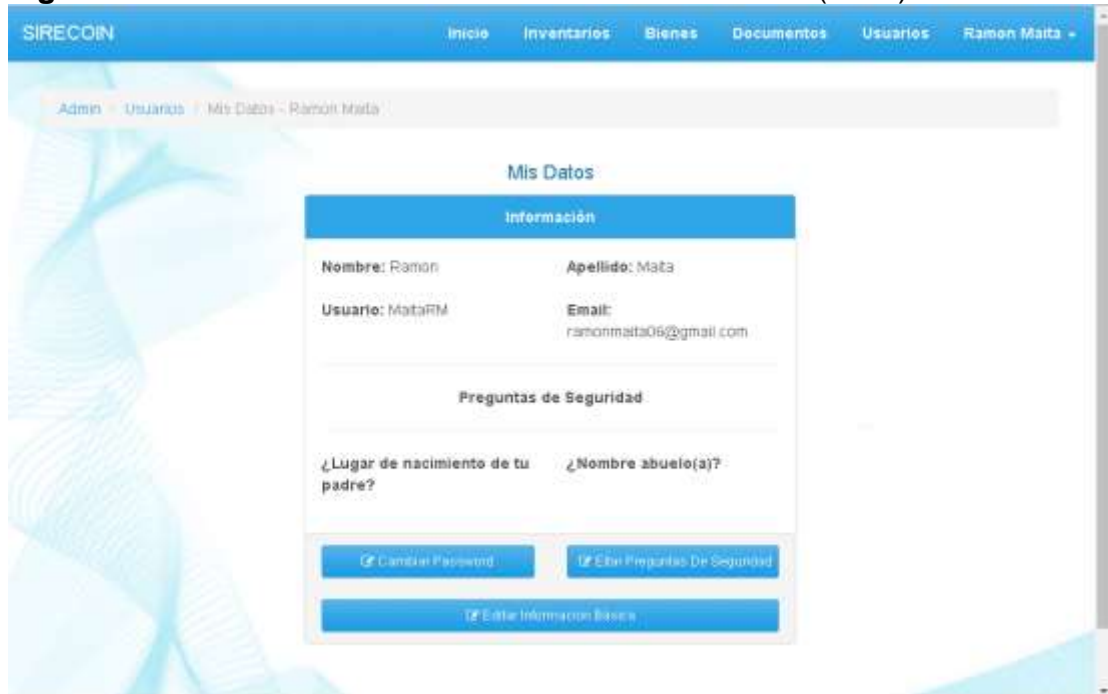 SIRECOIN Inicio Inventarios Bienes Documentos Usuarios Ramon Maita
Admin / Usuarios / Mis Datos - Ramon Maita
Mis Datos
Información
Nombre: Ramon Apellido: Maita
Usuario: MaitaRM Email:
ramonmaita06@gmail.com
Preguntas de Seguridad
¿Lugar de nacimiento de tu ¿Nombre abuelo(a)?
padre?
Cambiar Password Preguntas De Seguridad
Editar Informacion Básica